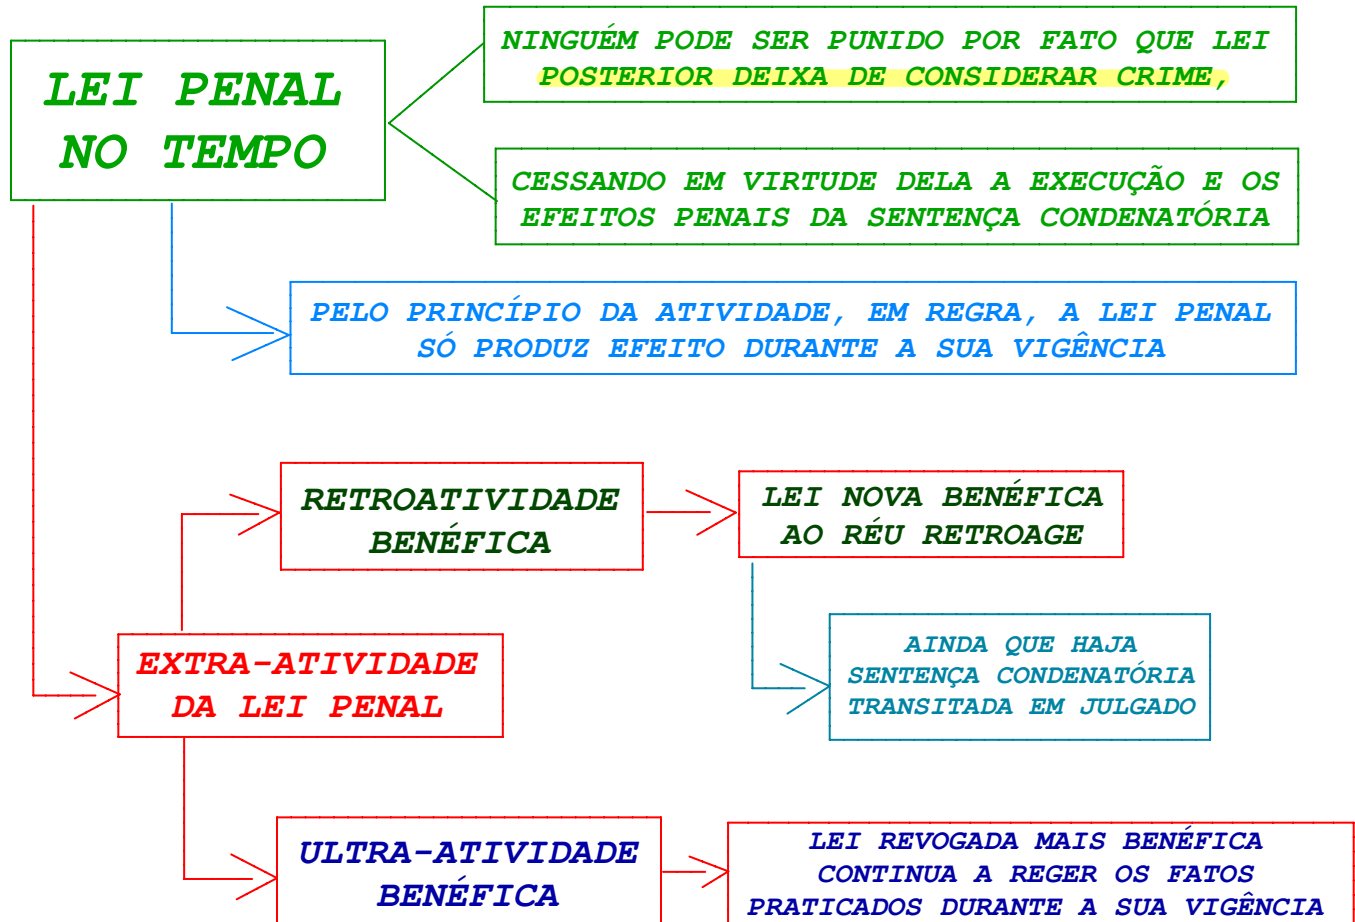 LEI PENAL
NO TEMPO
NINGUÉM PODE SER PUNIDO POR FATO QUE LEI
POSTERIOR DEIXA DE CONSIDERAR CRIME,
CESSANDO EM VIRTUDE DELA A EXECUÇÃO E OS
EFEITOS PENAIS DA SENTENÇA CONDENATÓRIA
PELO PRINCÍPIO DA ATIVIDADE, EM REGRA, A LEI PENAL
SÓ PRODUZ EFEITO DURANTE A SUA VIGÊNCIA
EXTRA-ATIVIDADE
DA LEI PENAL
RETROATIVIDADE
BENÉFICA
LEI NOVA BENÉFICA
AO RÉU RETROAGE
AINDA QUE HAJA
SENTENÇA CONDENATÓRIA
TRANSITADA EM JULGADO
ULTRA-ATIVIDADE
BENÉFICA
LEI REVOGADA MAIS BENÉFICA
CONTINUA A REGER OS FATOS
PRATICADOS DURANTE A SUA VIGÊNCIA